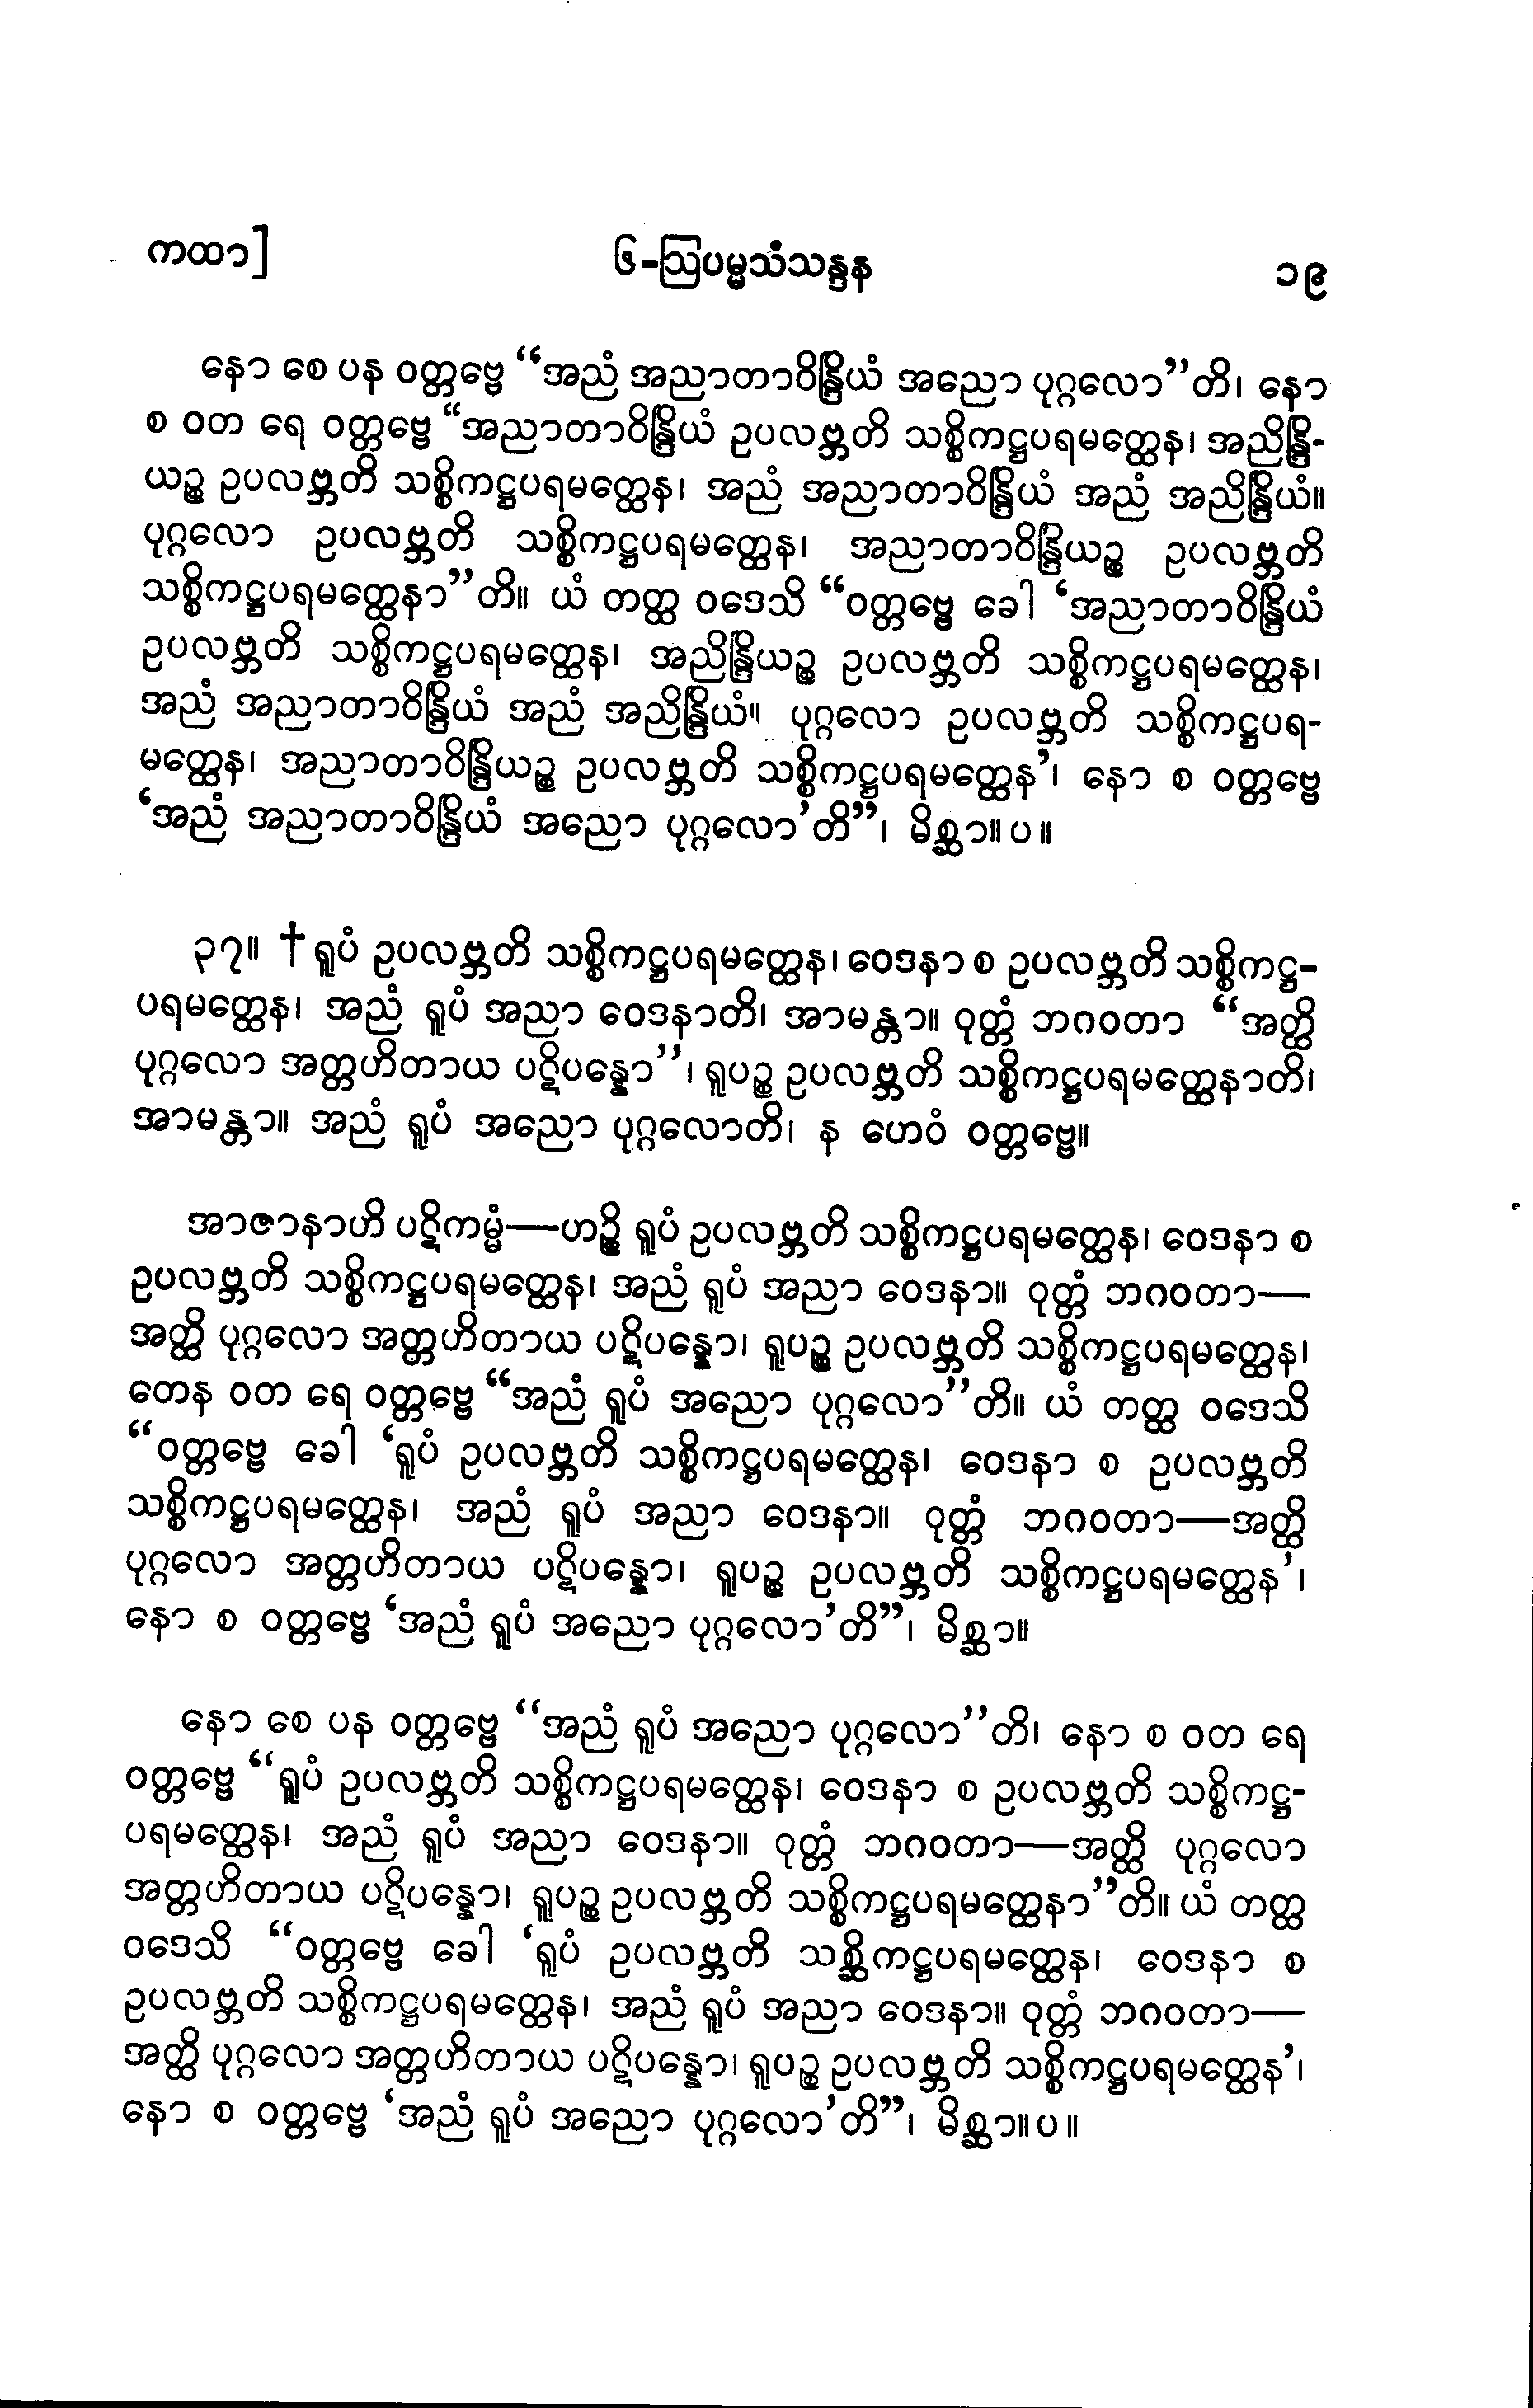 ကထာ]
၆-ဩပမ္မသံသန္ဒန
၁၉
နော စေ ပန ဝတ္တဗ္ဗေ “အညံ အညာတာဝိန္ဒြိယံ အညော ပုဂ္ဂလော”တိ၊ နော
စ ဝတ ရေ ဝတ္တဗ္ဗေ “အညာတာဝိန္ဒြိယံ ဥပလဗ္ဘတိ သစ္စိကဋ္ဌပရမတ္ထေန၊ အညိန္ဒြိ-
ယဉ္စ ဥပလဗ္ဘတိ သစ္စိကဋ္ဌပရမတ္ထေန၊ အညံ အညာတာဝိန္ဒြိယံ အညံ အညိန္ဒြိယံ။
ပုဂ္ဂလော ဥပလဗ္ဘတိ သစ္စိကဋ္ဌပရမတ္ထေန၊ အညာတာဝိန္ဒြိယဉ္စ ဥပလဗ္ဘတိ
သစ္စိကဋ္ဌပရမတ္ထေနာ”တိ။ ယံ တတ္ထ ဝဒေသိ “ဝတ္တဗ္ဗေ ခေါ ‘အညာတာဝိန္ဒြိယံ
ဥပလဗ္ဘတိ သစ္စိကဋ္ဌပရမတ္ထေန၊ အညိန္ဒြိယဉ္စ ဥပလဗ္ဘတိ သစ္စိကဋ္ဌပရမတ္ထေန၊
အညံ အညာတာဝိန္ဒြိယံ အညံ အညိန္ဒြိယံ။ ပုဂ္ဂလော ဥပလဗ္ဘတိ သစ္စိကဋ္ဌပရ-
မတ္ထေန၊ အညာတာဝိန္ဒြိယဉ္စ ဥပလဗ္ဘတိ သစ္စိကဋ္ဌပရမတ္ထေန’၊ နော စ ဝတ္တဗ္ဗေ
‘အညံ အညာတာဝိန္ဒြိယံ အညော ပုဂ္ဂလော’တိ”၊ မိစ္ဆာ။ ပ ။
၃၇။ † ရူပံ ဥပလဗ္ဘတိ သစ္စိကဋ္ဌပရမတ္ထေန၊ ဝေဒနာ စ ဥပလဗ္ဘတိ သစ္စိကဋ္ဌ-
ပရမတ္ထေန၊ အညံ ရူပံ အညာ ဝေဒနာတိ၊ အာမန္တာ။ ဝုတ္တံ ဘဂဝတာ “အတ္ထိ
ပုဂ္ဂလော အတ္တဟိတာယ ပဋိပန္နော”၊ ရူပဉ္စ ဥပလဗ္ဘတိ သစ္စိကဋ္ဌပရမတ္ထေနာတိ၊
အာမန္တာ။ အညံ ရူပံ အညော ပုဂ္ဂလောတိ၊ န ဟေဝံ ဝတ္တဗ္ဗေ။
အာဇာနာဟိ ပဋိကမ္မံ—ဟဉ္စိ ရူပံ ဥပလဗ္ဘတိ သစ္စိကဋ္ဌပရမတ္ထေန၊ ဝေဒနာ စ
ဥပလဗ္ဘတိ သစ္စိကဋ္ဌပရမတ္ထေန၊ အညံ ရူပံ အညာ ဝေဒနာ။ ဝုတ္တံ ဘဂဝတာ—
အတ္ထိ ပုဂ္ဂလော အတ္တဟိတာယ ပဋိပန္နော၊ ရူပဉ္စ ဥပလဗ္ဘတိ သစ္စိကဋ္ဌပရမတ္ထေန၊
တေန ဝတ ရေ ဝတ္တဗ္ဗေ “အညံ ရူပံ အညော ပုဂ္ဂလော”တိ။ ယံ တတ္ထ ဝဒေသိ
“ဝတ္တဗ္ဗေ ခေါ ‘ရူပံ ဥပလဗ္ဘတိ သစ္စိကဋ္ဌပရမတ္ထေန၊ ဝေဒနာ စ ဥပလဗ္ဘတိ
သစ္စိကဋ္ဌပရမတ္ထေန၊ အညံ ရူပံ အညာ ဝေဒနာ။ ဝုတ္တံ ဘဂဝတာ—အတ္ထိ
ပုဂ္ဂလော အတ္တဟိတာယ ပဋိပန္နော၊ ရူပဉ္စ ဥပလဗ္ဘတိ သစ္စိကဋ္ဌပရမတ္ထေန’၊
နော စ ဝတ္တဗ္ဗေ ‘အညံ ရူပံ အညော ပုဂ္ဂလော’တိ”၊ မိစ္ဆာ။
နော စေ ပန ဝတ္တဗ္ဗေ “အညံ ရူပံ အညော ပုဂ္ဂလော”တိ၊ နော စ ဝတ ရေ
ဝတ္တဗ္ဗေ “ရူပံ ဥပလဗ္ဘတိ သစ္စိကဋ္ဌပရမတ္ထေန၊ ဝေဒနာ စ ဥပလဗ္ဘတိ သစ္စိကဋ္ဌ-
ပရမတ္ထေန၊ အညံ ရူပံ အညာ ဝေဒနာ။ ဝုတ္တံ ဘဂဝတာ—အတ္ထိ ပုဂ္ဂလော
အတ္တဟိတာယ ပဋိပန္နော၊ ရူပဉ္စ ဥပလဗ္ဘတိ သစ္စိကဋ္ဌပရမတ္ထေနာ”တိ။ ယံ တတ္ထ
ဝဒေသိ “ဝတ္တဗ္ဗေ ခေါ ‘ရူပံ ဥပလဗ္ဘတိ သစ္ဆိကဋ္ဌပရမတ္ထေန၊ ဝေဒနာ စ
ဥပလဗ္ဘတိ သစ္စိကဋ္ဌပရမတ္ထေန၊ အညံ ရူပံ အညာ ဝေဒနာ။ ဝုတ္တံ ဘဂဝတာ—
အတ္ထိ ပုဂ္ဂလော အတ္တဟိတာယ ပဋိပန္နော၊ ရူပဉ္စ ဥပလဗ္ဘတိ သစ္စိကဋ္ဌပရမတ္ထေန’၊
နော စ ဝတ္တဗ္ဗေ ‘အညံ ရူပံ အညော ပုဂ္ဂလော’တိ”၊ မိစ္ဆာ။ ပ ။